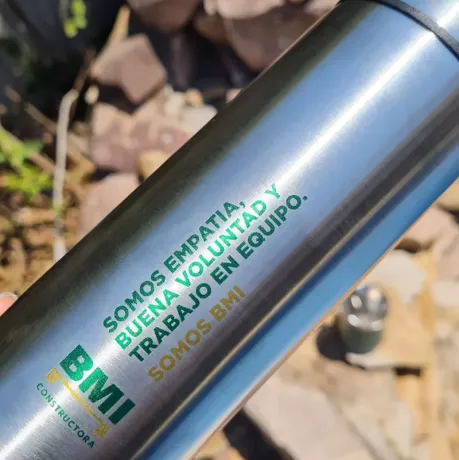 SOMOS EMPATIA,
BUENA VOLUNTAD Y
TRABAJO EN EQUIPO.
SOMOS BMI
BMI
CONSTRUCTORA